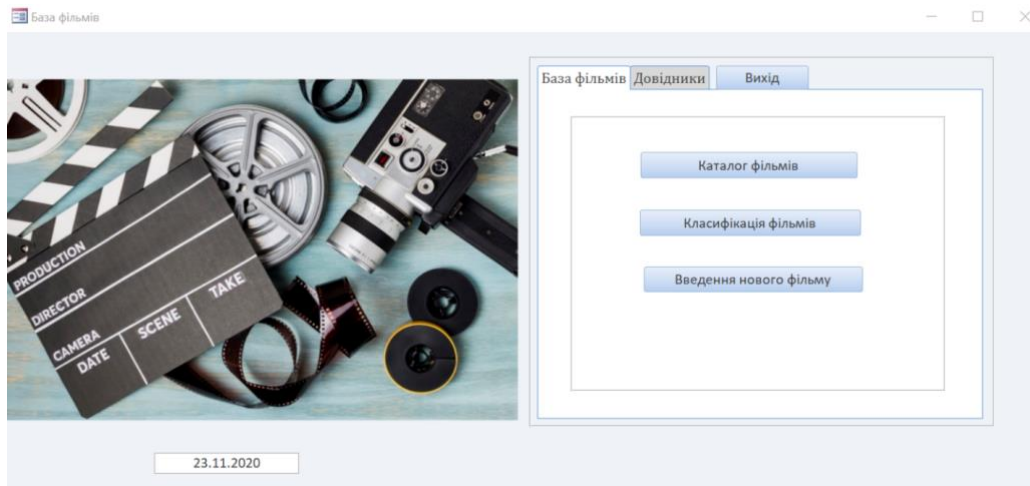 База фільмів
База фільмів Довідники Вихід
Каталог фільмів
Класифікація фільмів
Введення нового фільму
PRODUCTION
DIRECTOR
CAMERA SCENE TAKE
DATE
23.11.2020